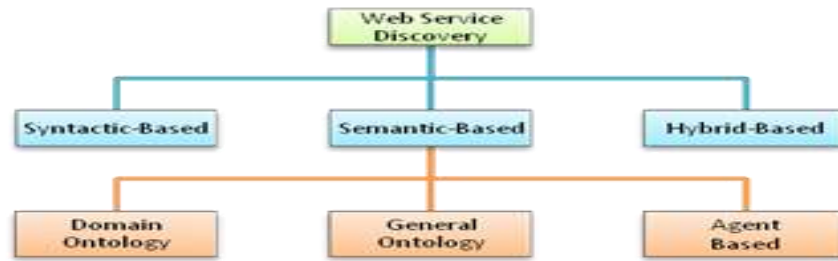 Web Service
Discovery
Syntactic-Based
Semantic-Based
Hybrid-Based
Domain
Ontology
General
Ontology
Agent
Based